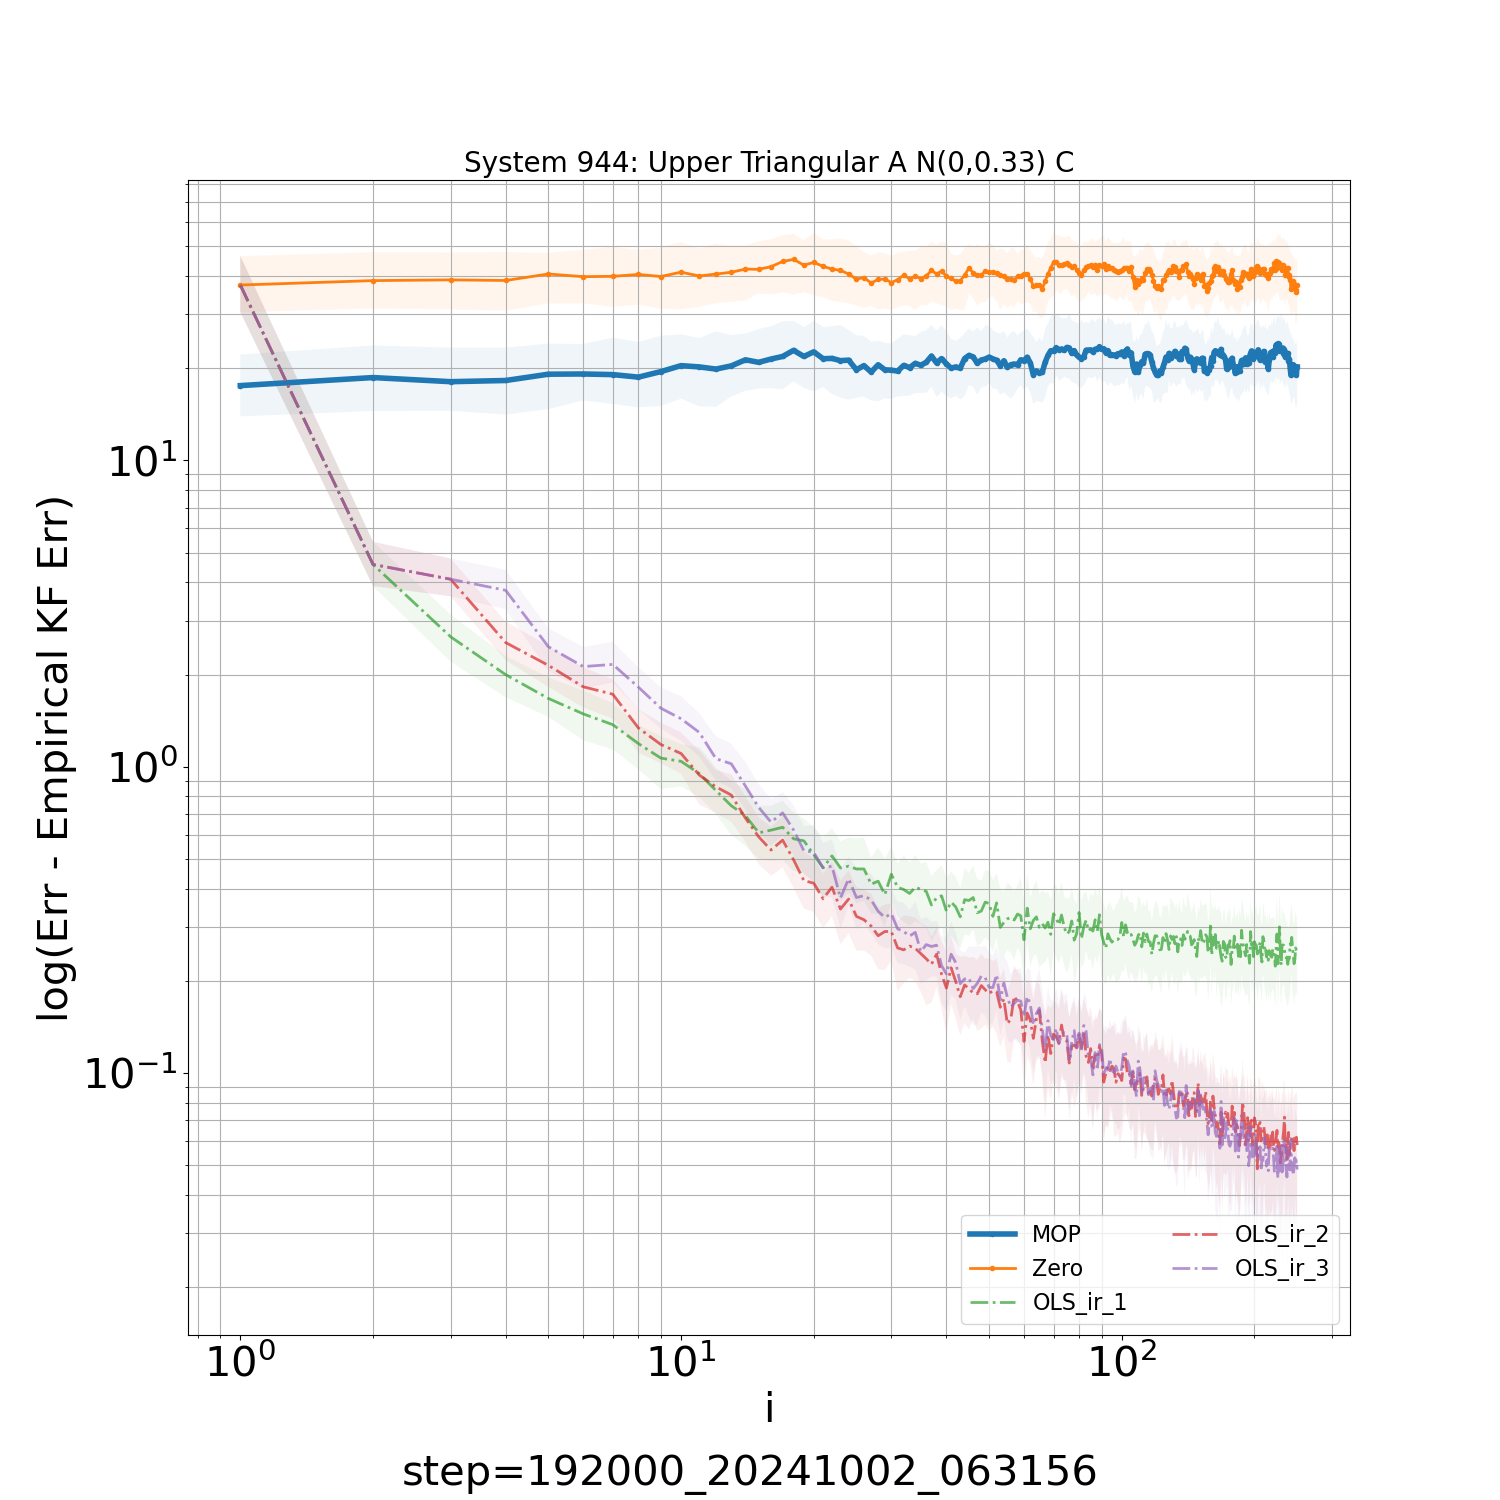 System 944: Upper Triangular A N(0,0.33) C
log(Err - Empirical KF Err)
10¹
10⁰
10⁻¹
10⁰ 10¹ 10²
i
MOP
Zero
OLS_ir_1
OLS_ir_2
OLS_ir_3
step=192000_20241002_063156